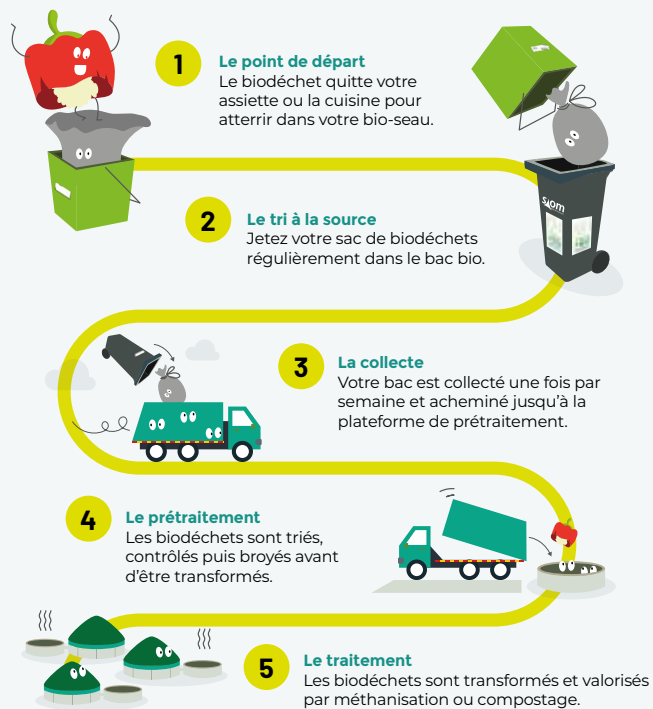 1
Le point de départ
Le biodéchet quitte votre
assiette ou la cuisine pour
atterrir dans votre bio-seau.
siom
2
Le tri à la source
Jetez votre sac de biodéchets
régulièrement dans le bac bio.
3
La collecte
Votre bac est collecté une fois par
semaine et acheminé jusqu'à la
plateforme de prétraitement.
4
Le prétraitement
Les biodéchets sont triés,
contrôlés puis broyés avant
d'être transformés.
5
Le traitement
Les biodéchets sont transformés et valorisés
par méthanisation ou compostage.